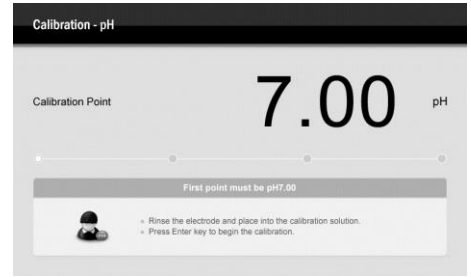 Calibration - pH
Calibration Point
7.00
pH
First point must be pH7.00
Rinse the electrode and place into the calibration solution.
Press Enter key to begin the calibration.